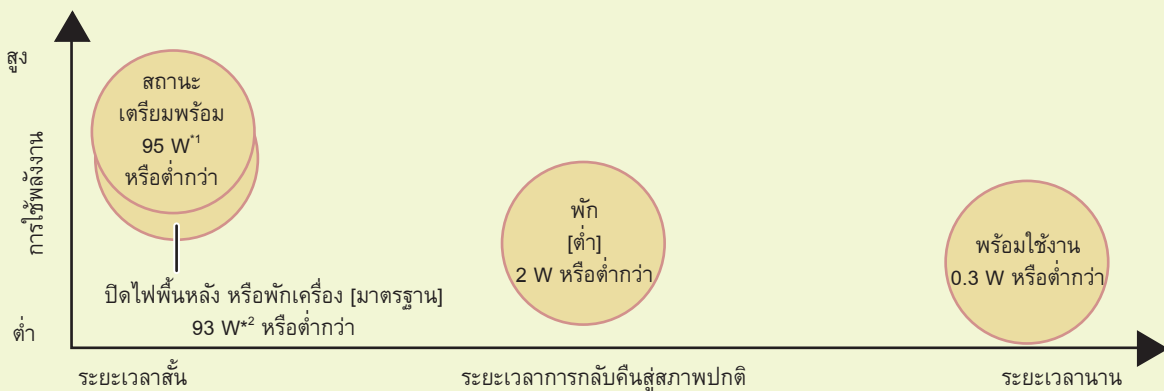 สูง
การใช้พลังงาน
ต่ำ
สถานะ
เตรียมพร้อม
95 W*1
หรือต่ำกว่า
ปิดไฟพื้นหลัง หรือพักเครื่อง [มาตรฐาน]
93 W*2 หรือต่ำกว่า
พัก
[ต่ำ]
2 W หรือต่ำกว่า
พร้อมใช้งาน
0.3 W หรือต่ำกว่า
ระยะเวลาสั้น
ระยะเวลาการกลับคืนสู่สภาพปกติ
ระยะเวลานาน